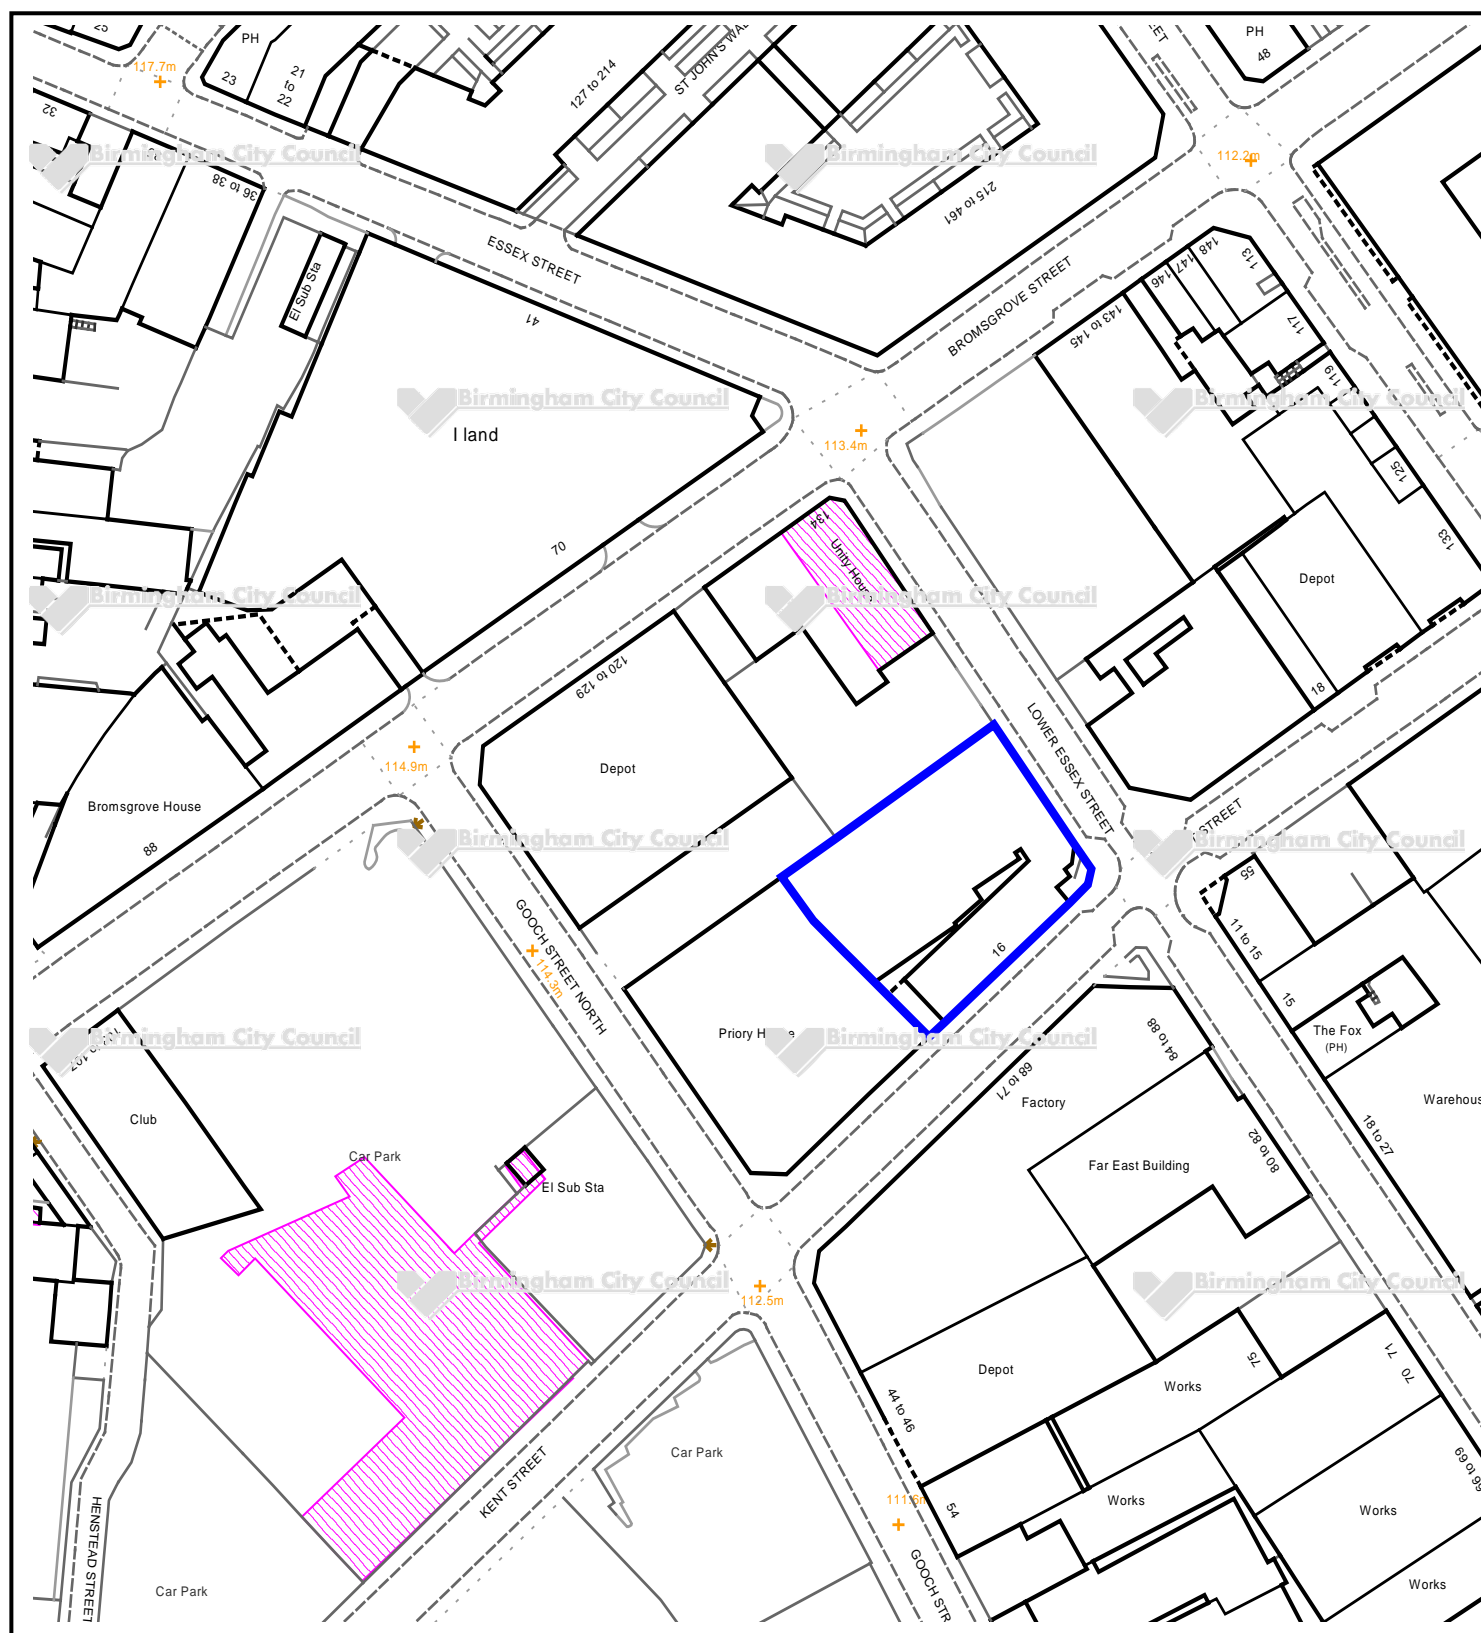 25
PH
23
21
to
22
117.7m
32
36 to 38
127 to 214
ST JOHN'S WA
PH
48
112.2m
Birmingham City Council
Birmingham City Council
215 to 461
ESSEX STREET
El Sub Sta
41
BROMSGROVE STREET
148
147
146
113
143 to 145
117
119
Birmingham City Council
Birmingham City Council
I land
113.4m
125
133
134
Unity House
70
Depot
Birmingham City Council
Birmingham City Council
120 to 129
18
LOWER ESSEX STREET
114.9m
Depot
Bromsgrove House
88
STREET
Birmingham City Council
Birmingham City Council
55
GOOCH STREET NORTH
114.3m
16
11 to 15
15
Priory H
The Fox
(PH)
84 to 88
Birmingham City Council
Birmingham City Council
68 to 71
Factory
Warehous
Club
18 to 27
80 to 82
Car Park
Far East Building
El Sub Sta
Birmingham City Council
Birmingham City Council
112.5m
75
71
70
Depot
Works
44 to 46
Car Park
KENT STREET
66 to 69
111.6m
54
Works
Works
HENSTEAD STREET
GOOCH STR
Car Park
Works